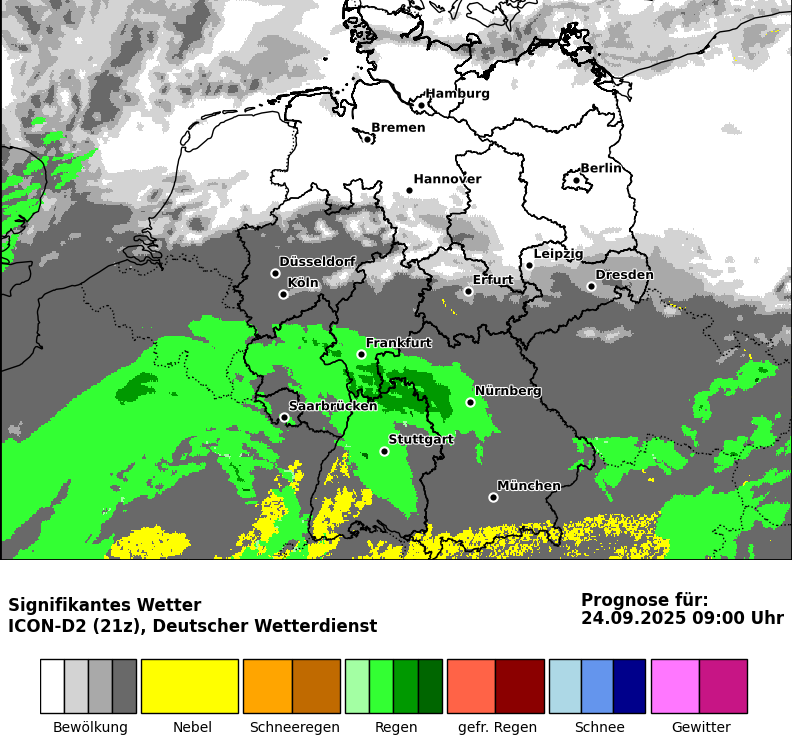 Hamburg
Bremen
Berlin
Hannover
Leipzig
Düsseldorf
Dresden
Köln
Erfurt
Frankfurt
Nürnberg
Saarbrücken
Stuttgart
München
Signifikantes Wetter
ICON-D2 (21z), Deutscher Wetterdienst
Prognose für:
24.09.2025 09:00 Uhr
Bewölkung Nebel Schneeregen Regen gefr. Regen Schnee Gewitter